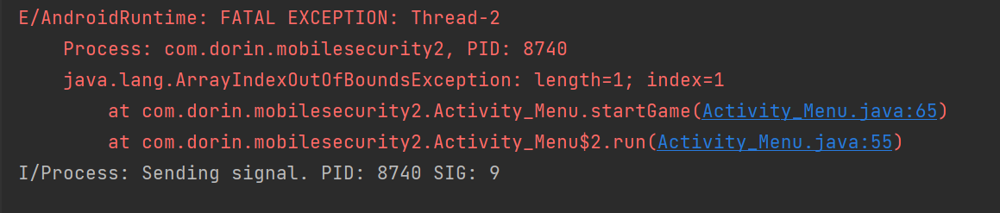 E/AndroidRuntime: FATAL EXCEPTION: Thread-2
Process: com.dorin.mobilesecurity2, PID: 8740
java.lang.ArrayIndexOutOfBoundsException: length=1; index=1
at com.dorin.mobilesecurity2.Activity_Menu.startGame(Activity_Menu.java:65)
at com.dorin.mobilesecurity2.Activity_Menu$2.run(Activity_Menu.java:55)
I/Process: Sending signal. PID: 8740 SIG: 9